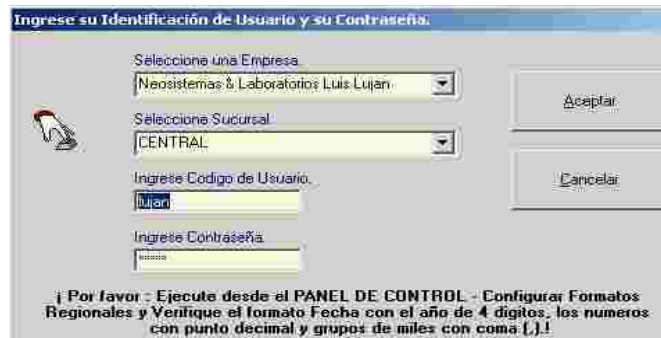 Ingrese su Identificación de Usuario y su Contraseña.
Seleccione una Empresa
Neosistemas & Laboratorios Luis Lujan
Aceptar
Seleccione Sucursal
CENTRAL
Ingrese Codigo de Usuario.
Cancelar
lujan
Ingrese Contraseña
****
¡ Por favor : Ejecute desde el PANEL DE CONTROL - Configurar Formatos
Regionales y Verifique el formato Fecha con el año de 4 digitos, los numeros
con punto decimal y grupos de miles con coma (,).!